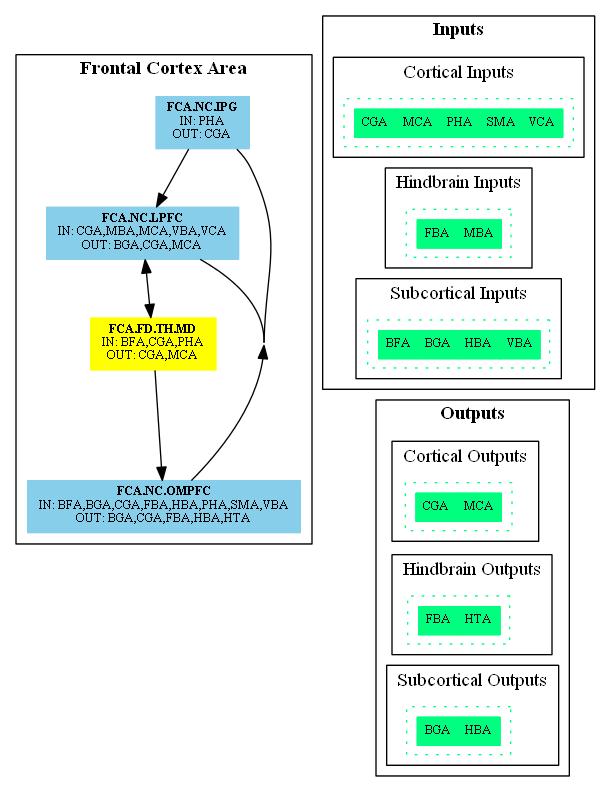 Frontal Cortex Area
FCA.NC.IPG
IN: PHA
OUT: CGA
FCA.NC.LPFC
IN: CGA,MBA,MCA,VBA,VCA
OUT: BGA,CGA,MCA
FCA.FD.TH.MD
IN: BFA,CGA,PHA
OUT: CGA,MCA
FCA.NC.OMPFC
IN: BFA,BGA,CGA,FBA,HBA,PHA,SMA,VBA
OUT: BGA,CGA,FBA,HBA,HTA
Inputs
Cortical Inputs
CGA MCA PHA SMA VCA
Hindbrain Inputs
FBA MBA
Subcortical Inputs
BFA BGA HBA VBA
Outputs
Cortical Outputs
CGA MCA
Hindbrain Outputs
FBA HTA
Subcortical Outputs
BGA HBA